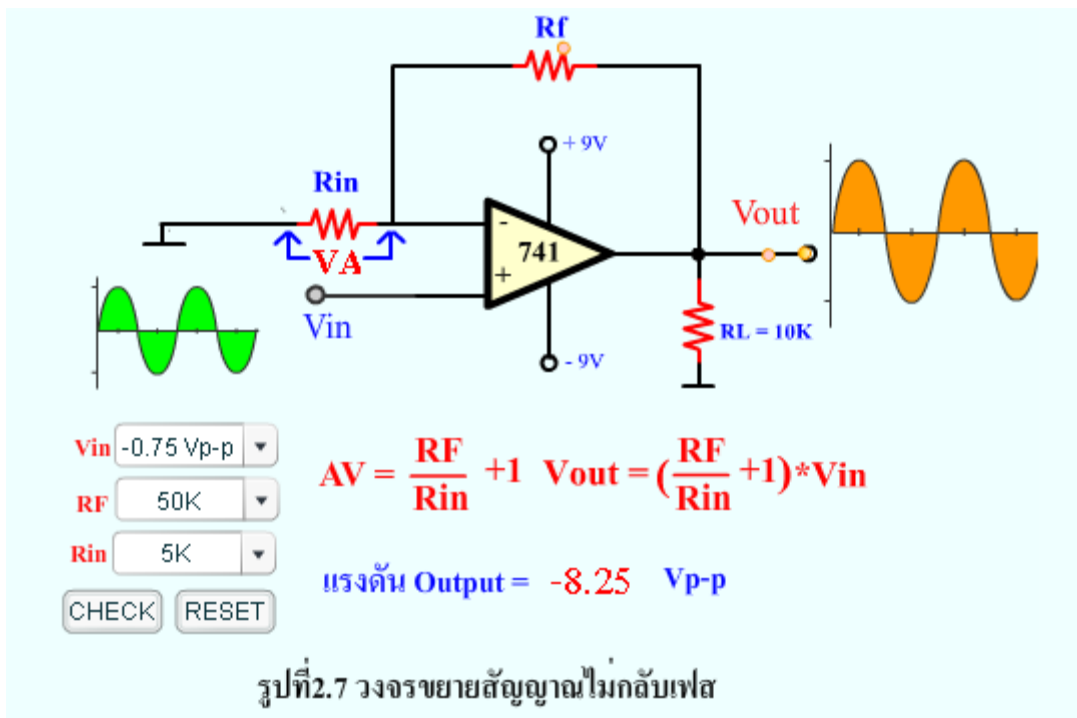 Rf
+ 9V
Rin
-
741
+
VA
Vin
Vout
RL = 10K
- 9V
Vin -0.75 Vp-p
RF 50K
Rin 5K
CHECK RESET
AV = RF/Rin +1 Vout = (RF/Rin +1)*Vin
แรงดัน Output = -8.25 Vp-p
รูปที่2.7 วงจรขยายสัญญาณไม่กลับเฟส